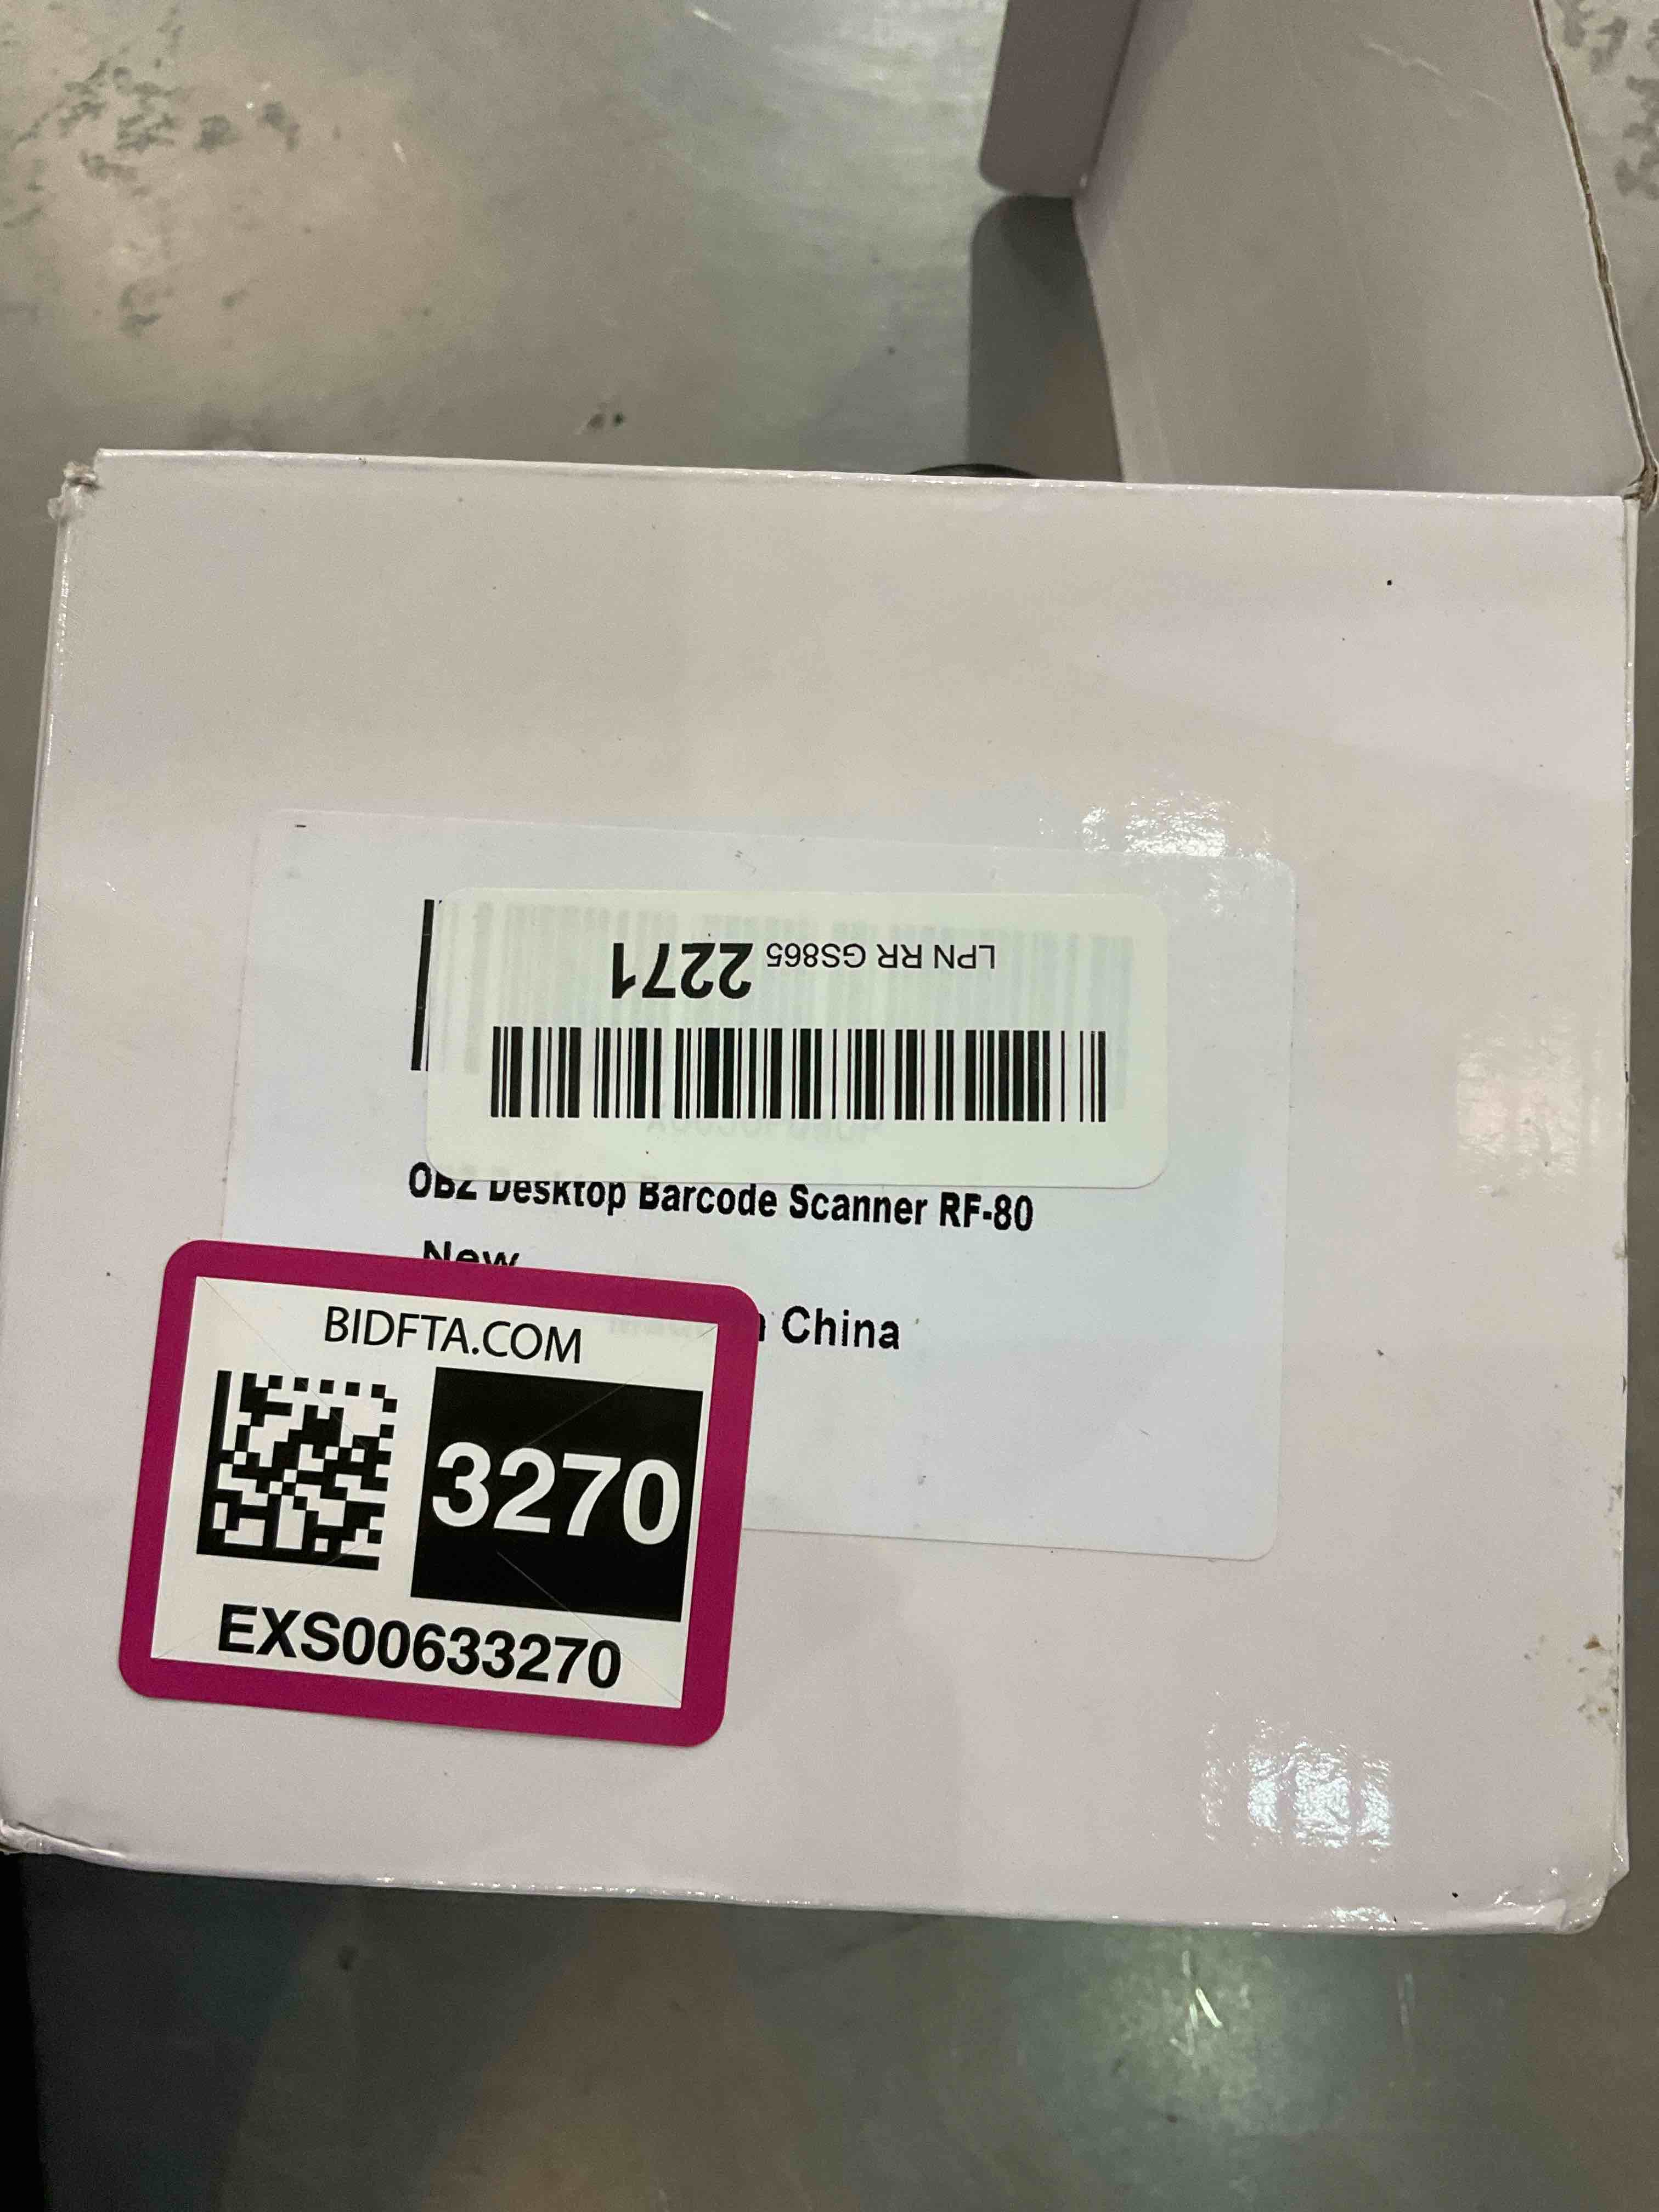 LPN RR GS865 2271
OBZ Desktop Barcode Scanner RF-80
New
China
BIDFTA.COM
3270
EXS00633270